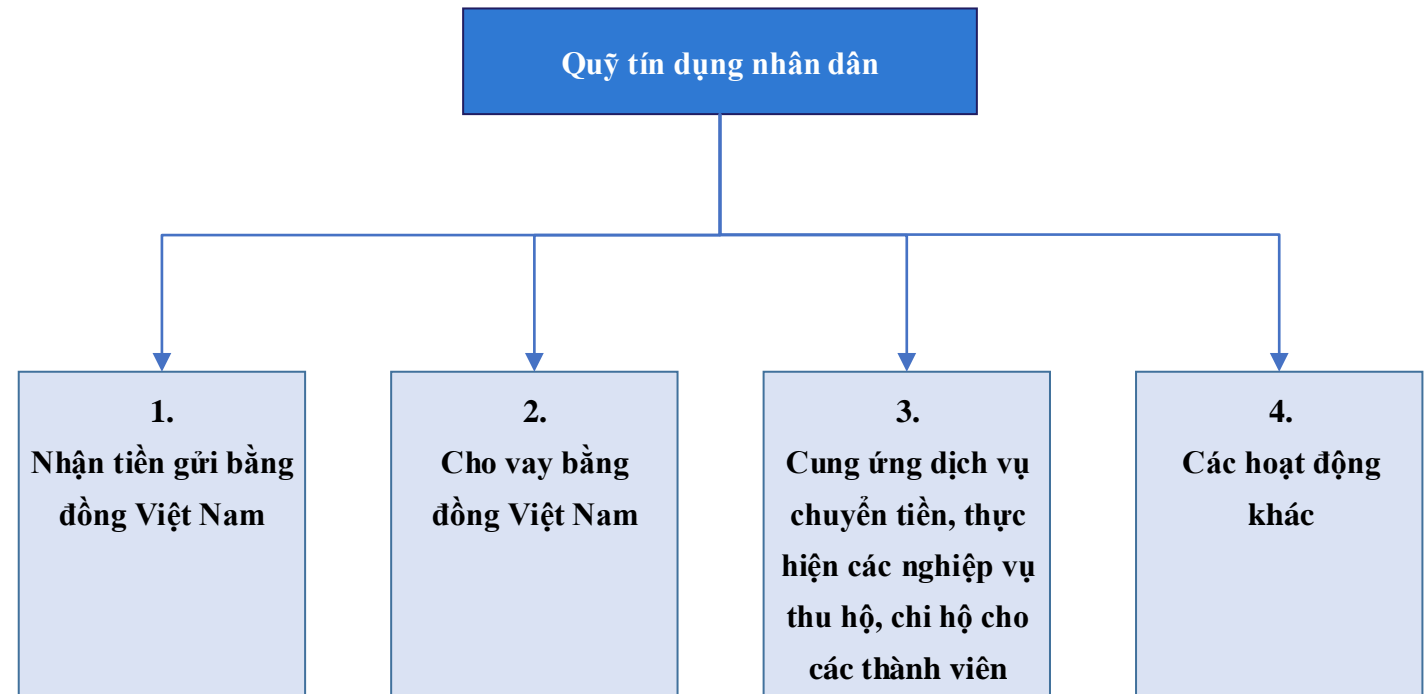 Quỹ tín dụng nhân dân
1.
Nhận tiền gửi bằng
đồng Việt Nam
2.
Cho vay bằng
đồng Việt Nam
3.
Cung ứng dịch vụ
chuyển tiền, thực
hiện các nghiệp vụ
thu hộ, chi hộ cho
các thành viên
4.
Các hoạt động
khác